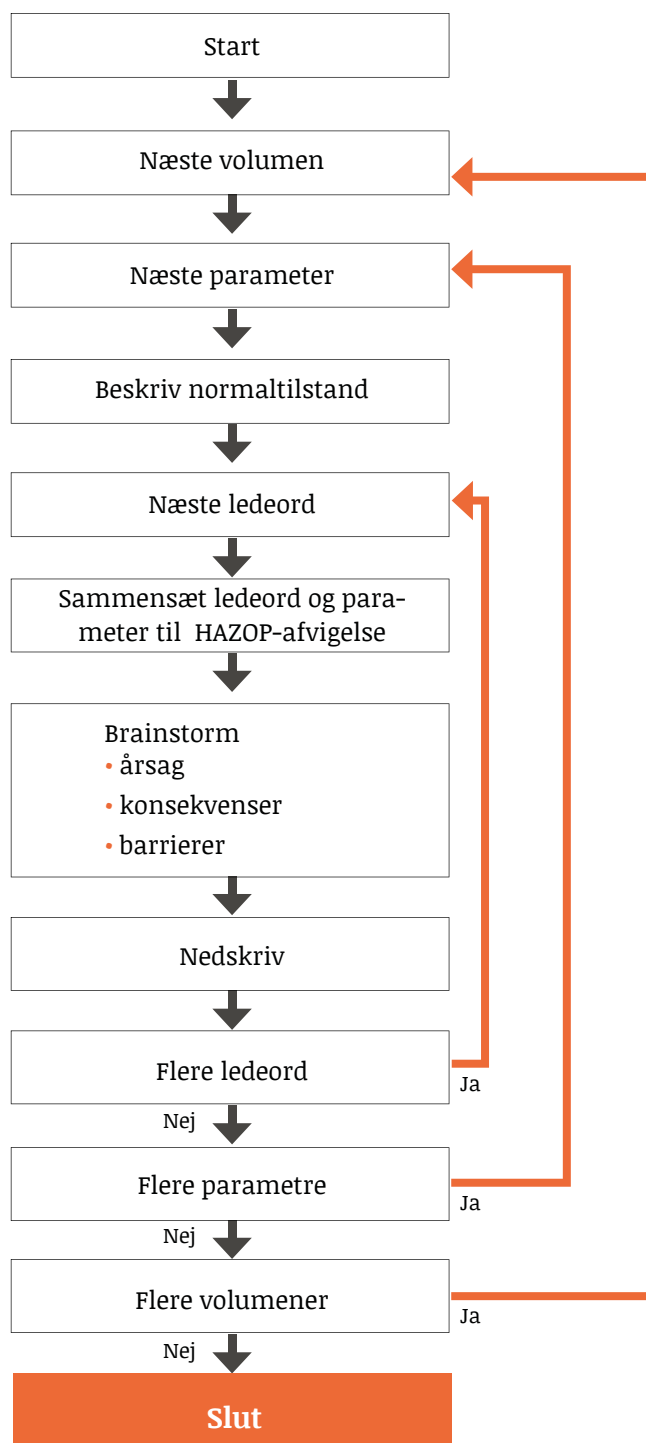 Start
Næste volumen
Næste parameter
Beskriv normaltilstand
Næste ledeord
Sammensæt ledeord og para-
meter til HAZOP-afvigelse
Brainstorm
• årsag
• konsekvenser
• barrierer
Nedskriv
Flere ledeord
Ja
Nej
Flere parametre
Ja
Nej
Flere volumener
Ja
Nej
Slut